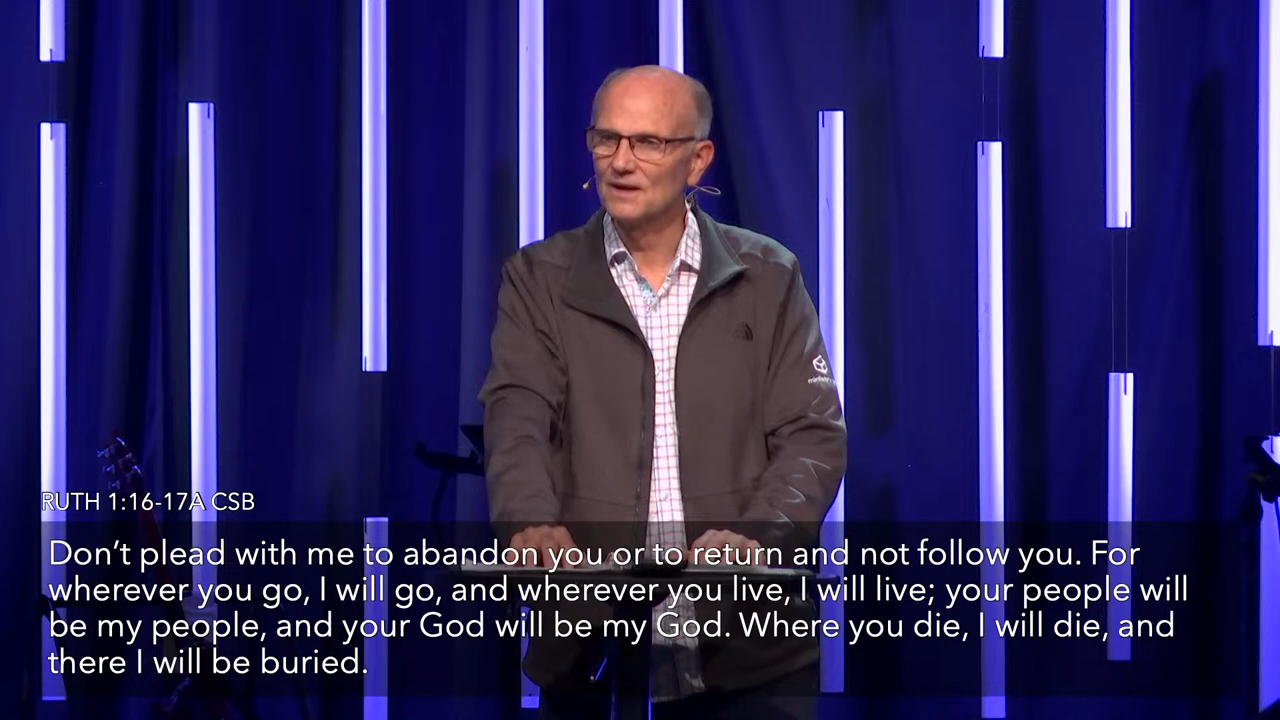 RUTH 1:16-17A CSB
Don’t plead with me to abandon you or to return and not follow you. For
wherever you go, I will go, and wherever you live, I will live; your people will
be my people, and your God will be my God. Where you die, I will die, and
there I will be buried.